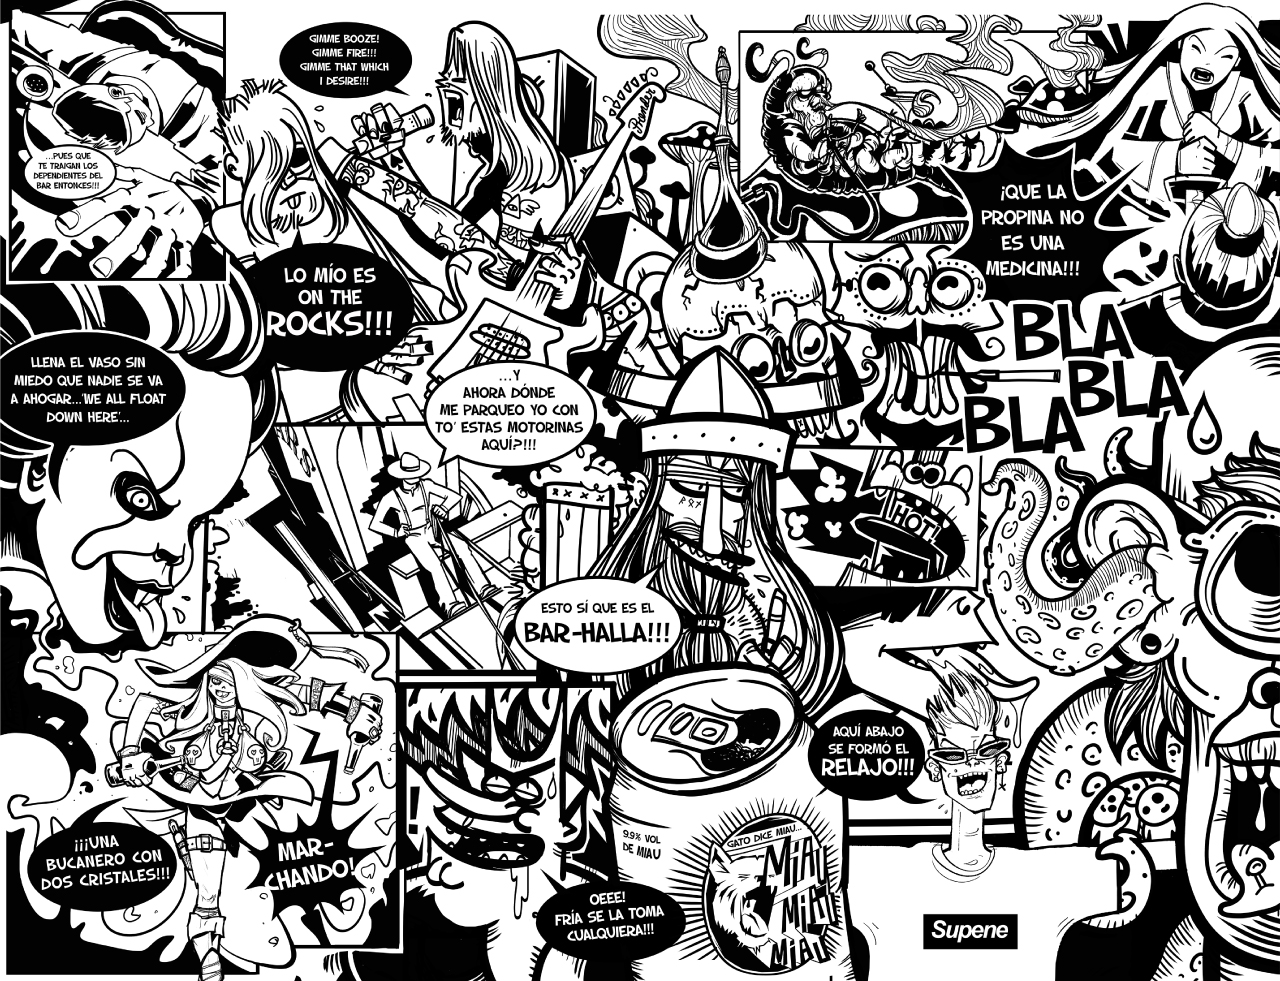 GIMME BOOZE!
GIMME FIRE!!!
GIMME THAT WHICH
I DESIRE!!!
...PUES QUE
TE TRAIGAN LOS
DEPENDIENTES DEL
BAR ENTONCES!!!
LO MÍO ES
ON THE
ROCKS!!!
¡QUE LA
PROPINA NO
ES UNA
MEDICINA!!!
BLA
BLA
BLA
LLENA EL VASO SIN
MIEDO QUE NADIE SE VA
A AHOGAR...'WE ALL FLOAT
DOWN HERE'...
...Y
AHORA DÓNDE
ME PARQUEO YO CON
TO' ESTAS MOTORINAS
AQUÍ?!!!
HOT!
ESTO SÍ QUE ES EL
BAR-HALLA!!!
AQUÍ ABAJO
SE FORMÓ EL
RELAJO!!!
¡¡¡UNA
BUCANERO CON
DOS CRISTALES!!!
MAR-
CHANDO!
!
9.9% VOL
DE MIAU
GATO DICE MIAU...
MIAU
MIAU
MIAU
OEEE!
FRÍA SE LA TOMA
CUALQUIERA!!!
Supene